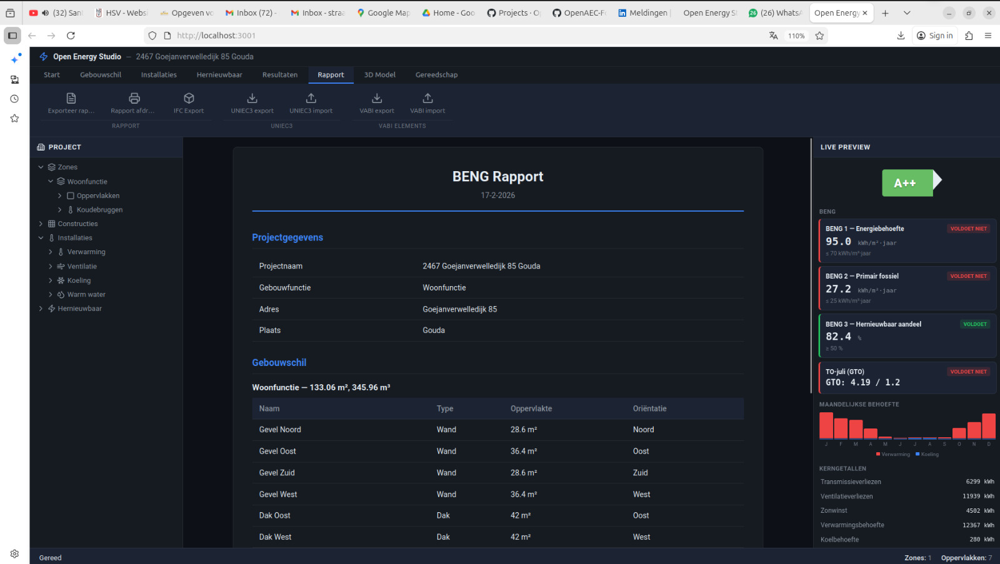 (32) San
HSV - Websi
Opgeven vo
Inbox (72) -
Inbox - straa
Google Map
Home - Goo
Projects · O
OpenAEC-Fo
Meldingen |
Open Energy St
26 (26) WhatsA
Open Energy
http://localhost:3001
110%
Sign in
Open Energy Studio — 2467 Goejanverwelledijk 85 Gouda
Start Gebouwschil Installaties Hernieuwbaar Resultaten Rapport 3D Model Gereedschap
Exporteer rap... Rapport afdr... IFC Export UNIEC3 export UNIEC3 import VABI export VABI import
RAPPORT UNIEC3 VABI ELEMENTS
PROJECT
Zones
Woonfunctie
Oppervlakken
Koudebruggen
Constructies
Installaties
Verwarming
Ventilatie
Koeling
Warm water
Hernieuwbaar
BENG Rapport
17-2-2026
Projectgegevens
Projectnaam 2467 Goejanverwelledijk 85 Gouda
Gebouwfunctie Woonfunctie
Adres Goejanverwelledijk 85
Plaats Gouda
Gebouwschil
Woonfunctie — 133.06 m², 345.96 m³
Naam Type Oppervlakte Oriëntatie
Gevel Noord Wand 28.6 m² Noord
Gevel Oost Wand 36.4 m² Oost
Gevel Zuid Wand 28.6 m² Zuid
Gevel West Wand 36.4 m² West
Dak Oost Dak 42 m² Oost
Dak West Dak 42 m² West
LIVE PREVIEW
A++
BENG
BENG 1 — Energiebehoefte VOLDOET NIET
95.0 kWh/m²·jaar
≤ 70 kWh/m²·jaar
BENG 2 — Primair fossiel VOLDOET NIET
27.2 kWh/m²·jaar
≤ 25 kWh/m²·jaar
BENG 3 — Hernieuwbaar aandeel VOLDOET
82.4 %
≥ 50 %
TO-juli (GTO) VOLDOET NIET
GTO: 4.19 / 1.2
MAANDELIJKSE BEHOEFTE
J F M A M J J A S O N D
Verwarming Koeling
KERNGETALLEN
Transmissieverliezen 6299 kWh
Ventilatieverliezen 11939 kWh
Zonwinst 4502 kWh
Verwarmingsbehoefte 12367 kWh
Koelbehoefte 280 kWh
Gereed
Zones: 1 Oppervlakken: 7